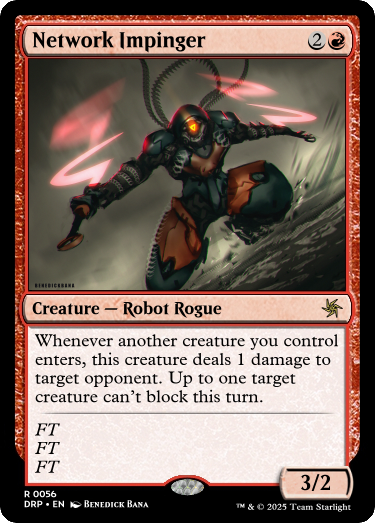 Network Impinger 2
BENEDICKBANA
Creature — Robot Rogue
Whenever another creature you control
enters, this creature deals 1 damage to
target opponent. Up to one target
creature can't block this turn.
FT
FT
FT
3/2
R 0056
DRP • EN Benedick Bana
™ & © 2025 Team Starlight